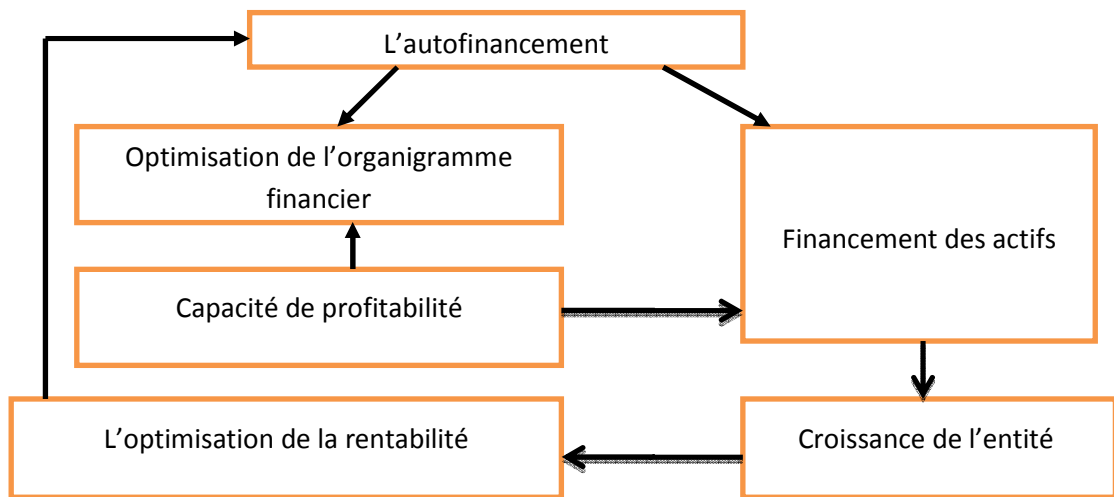 L’autofinancement
Optimisation de l’organigramme
financier
Financement des actifs
Capacité de profitabilité
L’optimisation de la rentabilité
Croissance de l’entité